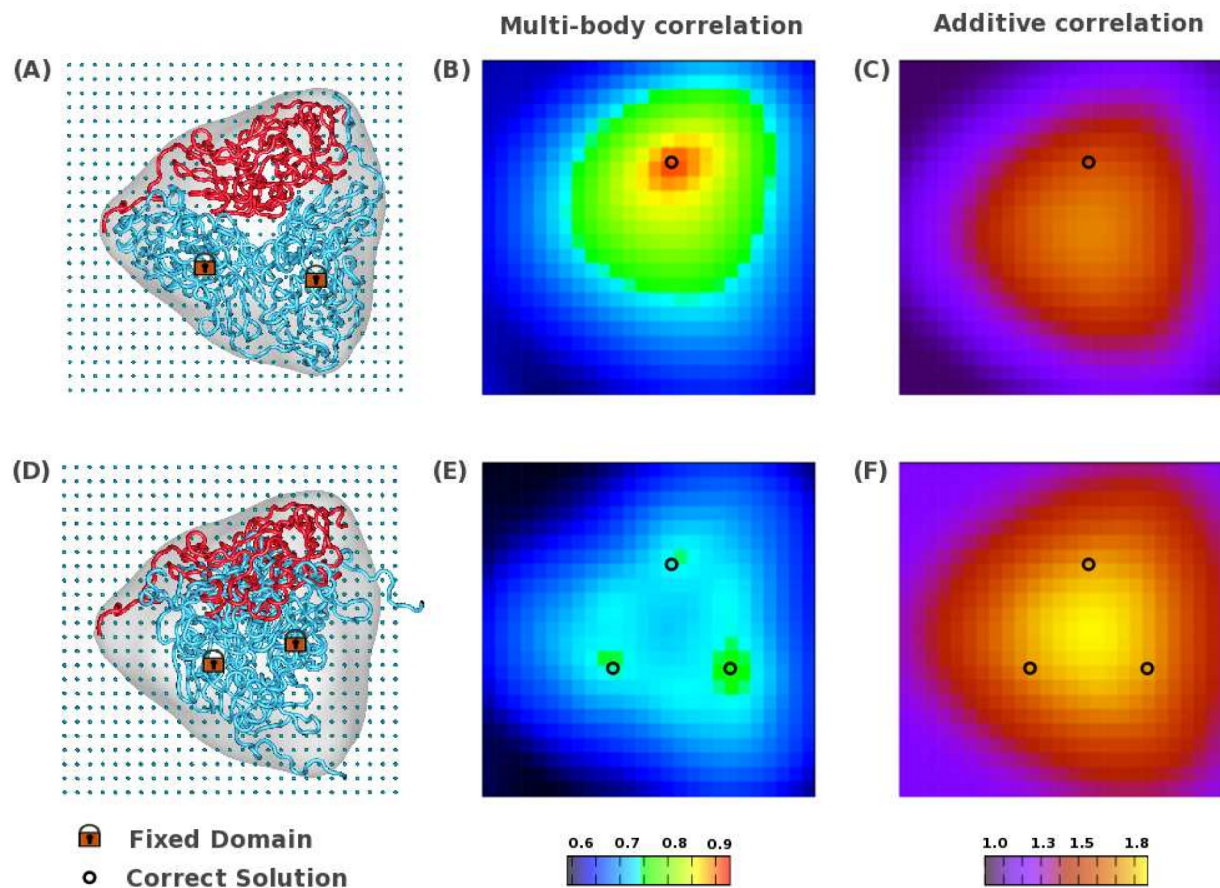 Multi-body correlation
Additive correlation
(A)
(B)
(C)
(D)
(E)
(F)
Fixed Domain
Correct Solution
0.6 0.7 0.8 0.9
1.0 1.3 1.5 1.8